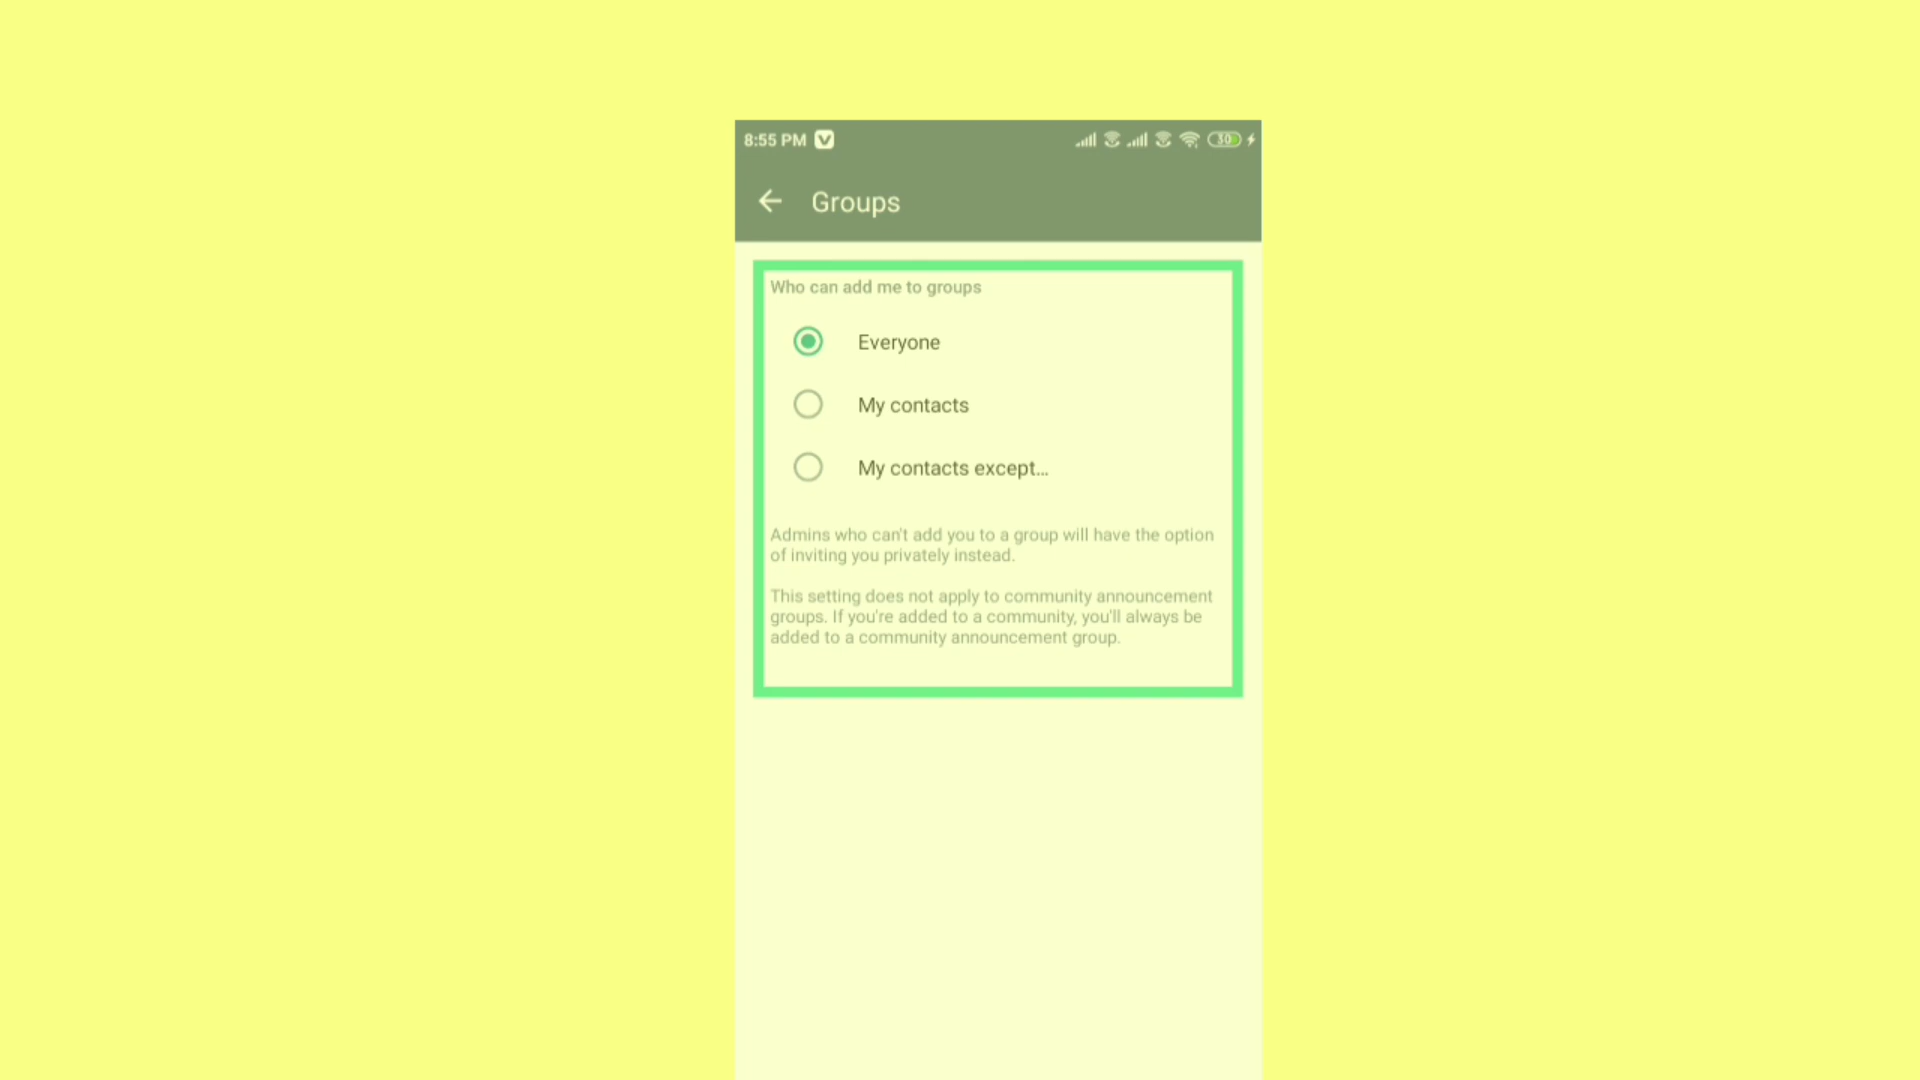 8:55 PM
30
Groups
Who can add me to groups
Everyone
My contacts
My contacts except...
Admins who can't add you to a group will have the option
of inviting you privately instead.
This setting does not apply to community announcement
groups. If you're added to a community, you'll always be
added to a community announcement group.